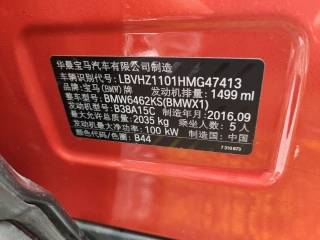 华晨宝马汽车有限公司制造
车辆识别代号: LBVHZ1101HMG47413
品牌: 宝马(BMW)牌 发动机排量: 1499 ml
型号: BMW6462KS(BMWX1)
发动机型号: B38A15C 制造年月: 2016.09
最大允许总质量: 2035 kg 乘坐人数: 5 人
发动机最大净功率: 100 kW 制造国: 中国
颜色代码: B44